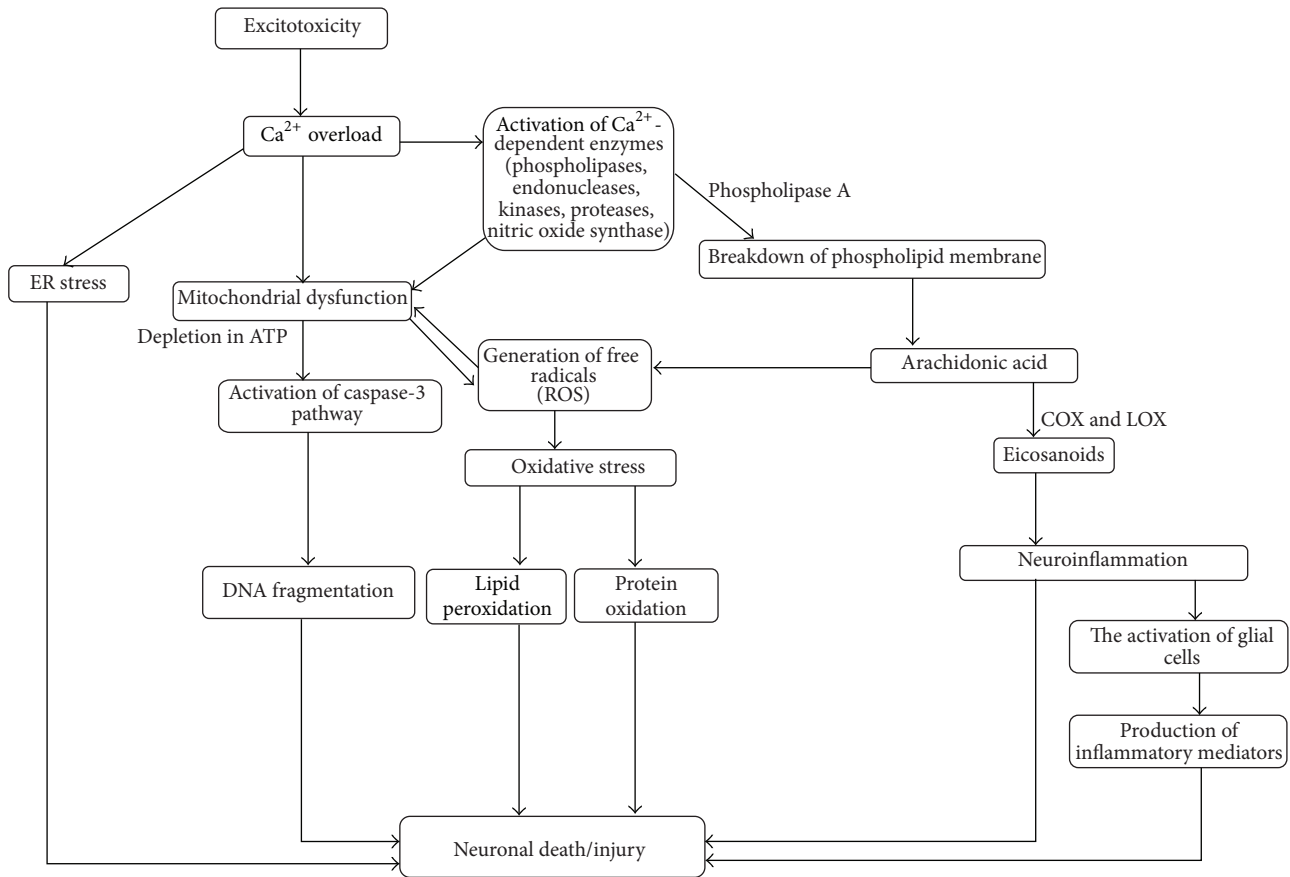 Excitotoxicity
Ca²⁺ overload
Activation of Ca²⁺-
dependent enzymes
(phospholipases,
endonucleases,
kinases, proteases,
nitric oxide synthase)
Phospholipase A
Breakdown of phospholipid membrane
ER stress
Mitochondrial dysfunction
Depletion in ATP
Generation of free
radicals
(ROS)
Arachidonic acid
Activation of caspase-3
pathway
COX and LOX
Eicosanoids
Oxidative stress
Neuroinflammation
DNA fragmentation
Lipid
peroxidation
Protein
oxidation
The activation of glial
cells
Production of
inflammatory mediators
Neuronal death/injury